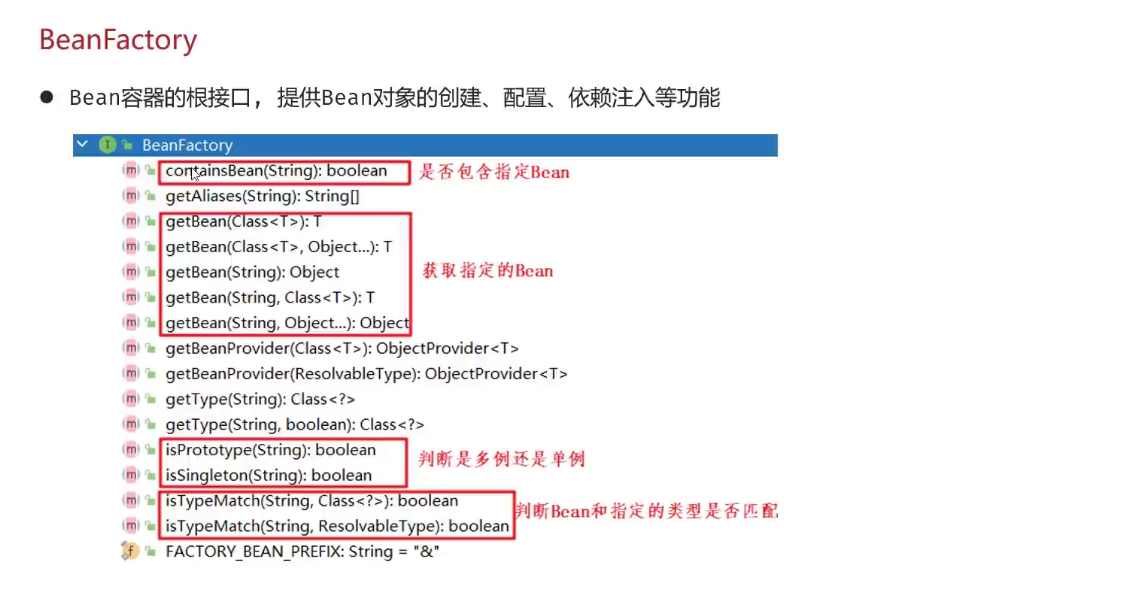 BeanFactory
● Bean容器的根接口，提供Bean对象的创建、配置、依赖注入等功能
I BeanFactory
m containsBean(String): boolean 是否包含指定Bean
m getAliases(String): String[]
m getBean(Class<T>): T
m getBean(Class<T>, Object...): T
m getBean(String): Object 获取指定的Bean
m getBean(String, Class<T>): T
m getBean(String, Object...): Object
m getBeanProvider(Class<T>): ObjectProvider<T>
m getBeanProvider(ResolvableType): ObjectProvider<T>
m getType(String): Class<?>
m getType(String, boolean): Class<?>
m isPrototype(String): boolean 判断是多例还是单例
m isSingleton(String): boolean
m isTypeMatch(String, Class<?>): boolean 判断Bean和指定的类型是否匹配
m isTypeMatch(String, ResolvableType): boolean
f FACTORY_BEAN_PREFIX: String = "&"